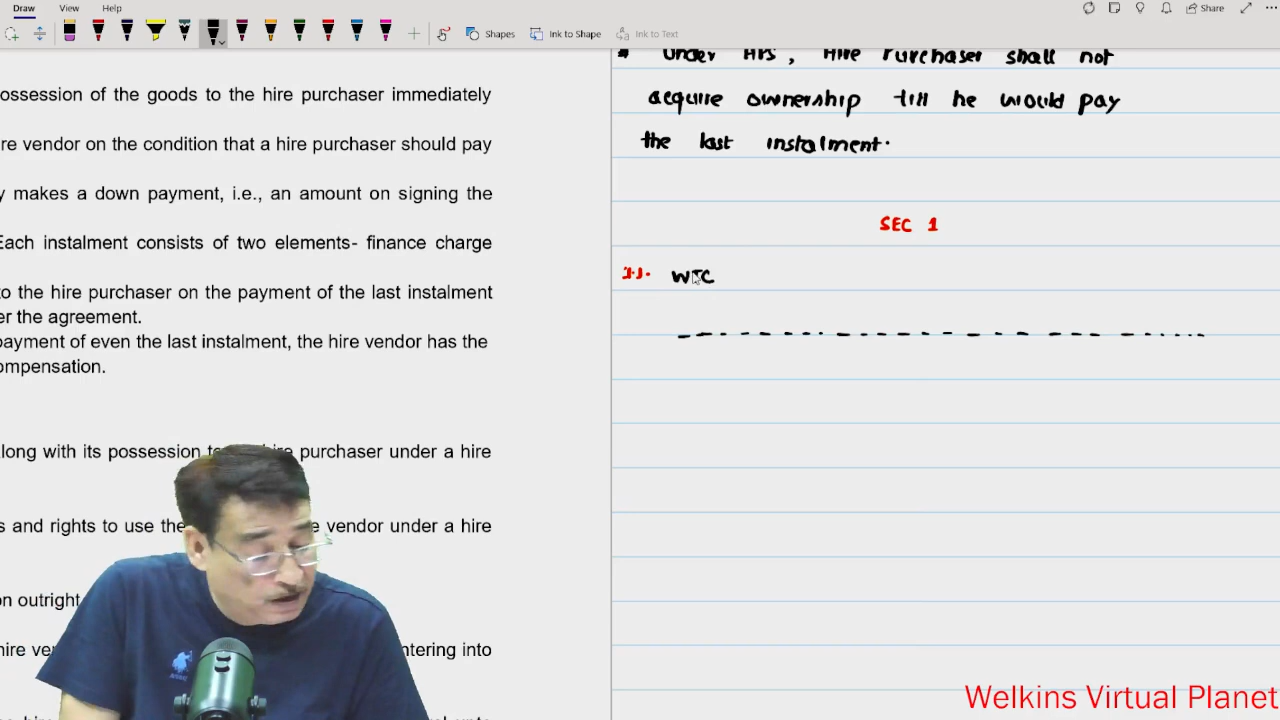 Draw View Help
Shapes Ink to Shape Ink to Text Share
ossession of the goods to the hire purchaser immediately
re vendor on the condition that a hire purchaser should pay
y makes a down payment, i.e., an amount on signing the
Each instalment consists of two elements- finance charge
to the hire purchaser on the payment of the last instalment
er the agreement.
payment of even the last instalment, the hire vendor has the
ompensation.
long with its possession to hire purchaser under a hire
s and rights to use the vendor under a hire
on outright
hire ntering into
* Under HPS, Hire Purchaser shall not
acquire ownership till he would pay
the last instalment.
SEC 1
I.1. WTC
Welkins Virtual Planet